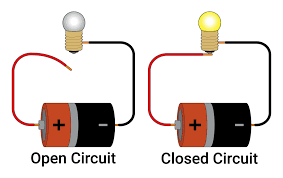 + − + −
Open Circuit Closed Circuit